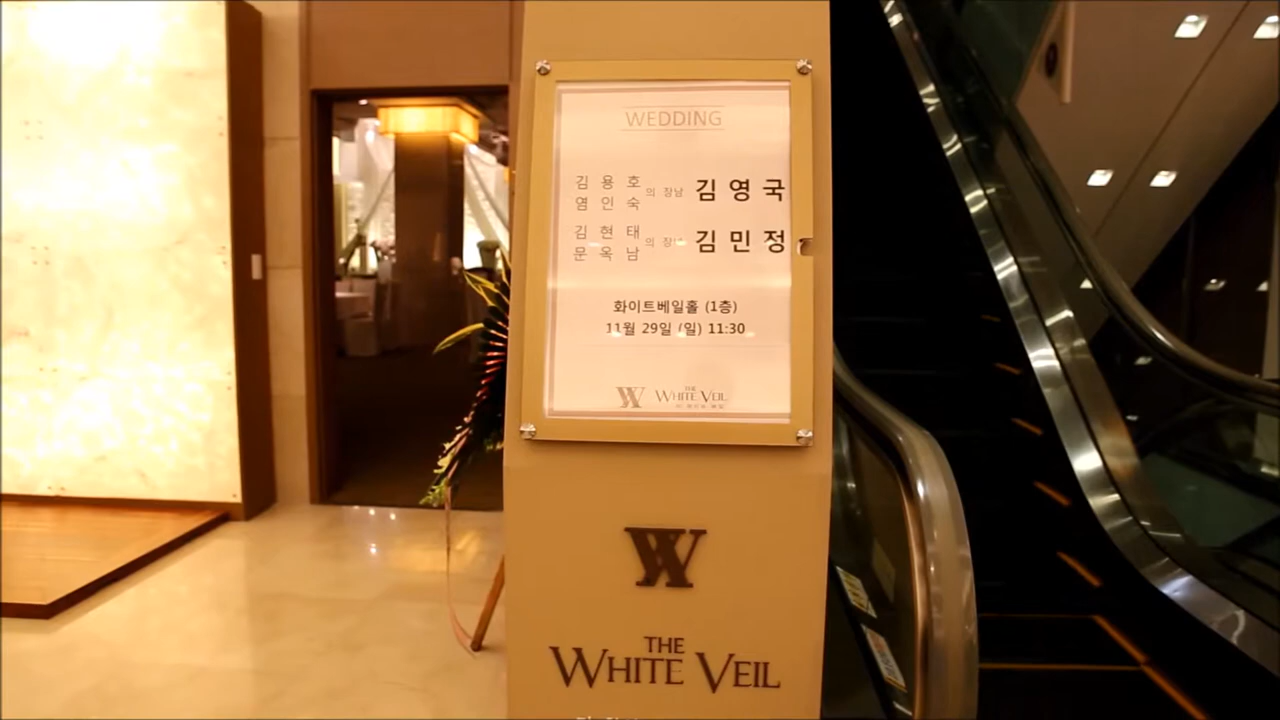 WEDDING
김 용 호
염 인 숙
의 장남
김 영 국
김 현 태
문 옥 남
의
김 민 정
화이트베일홀 (1층)
11월 29일 (일) 11:30
W
THE
WHITE VEIL
W
THE
WHITE VEIL